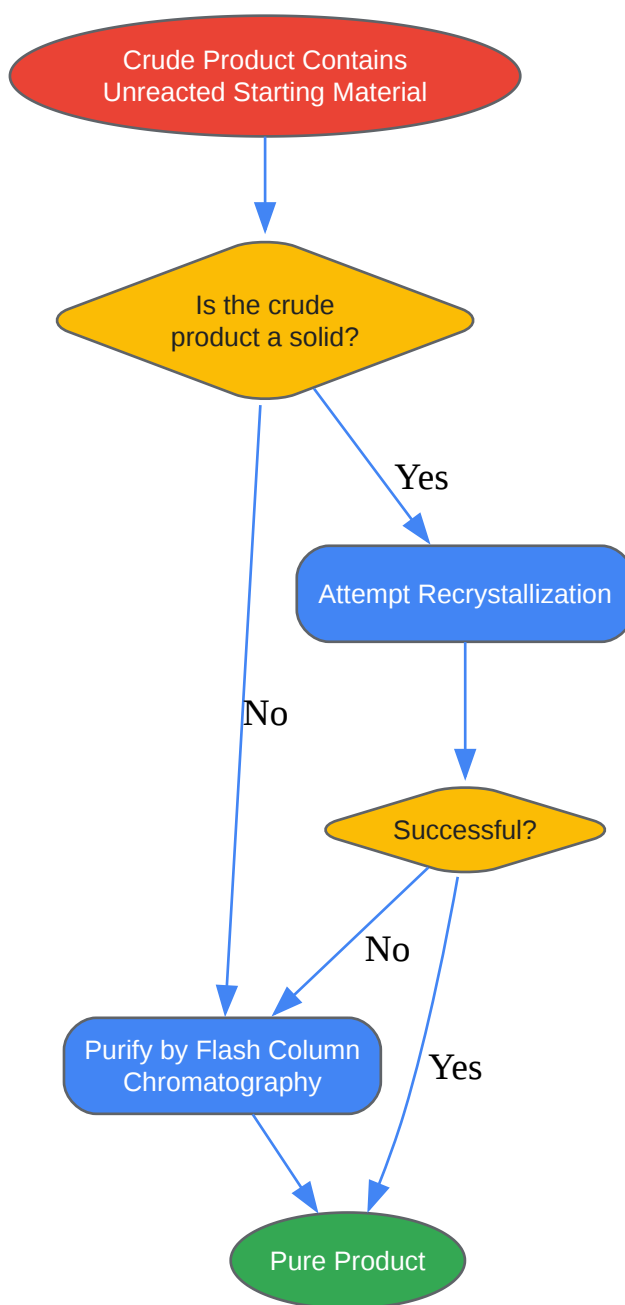 Crude Product Contains
Unreacted Starting Material
Is the crude
product a solid?
Yes
Attempt Recrystallization
No
Successful?
No
Purify by Flash Column
Chromatography
Yes
Pure Product